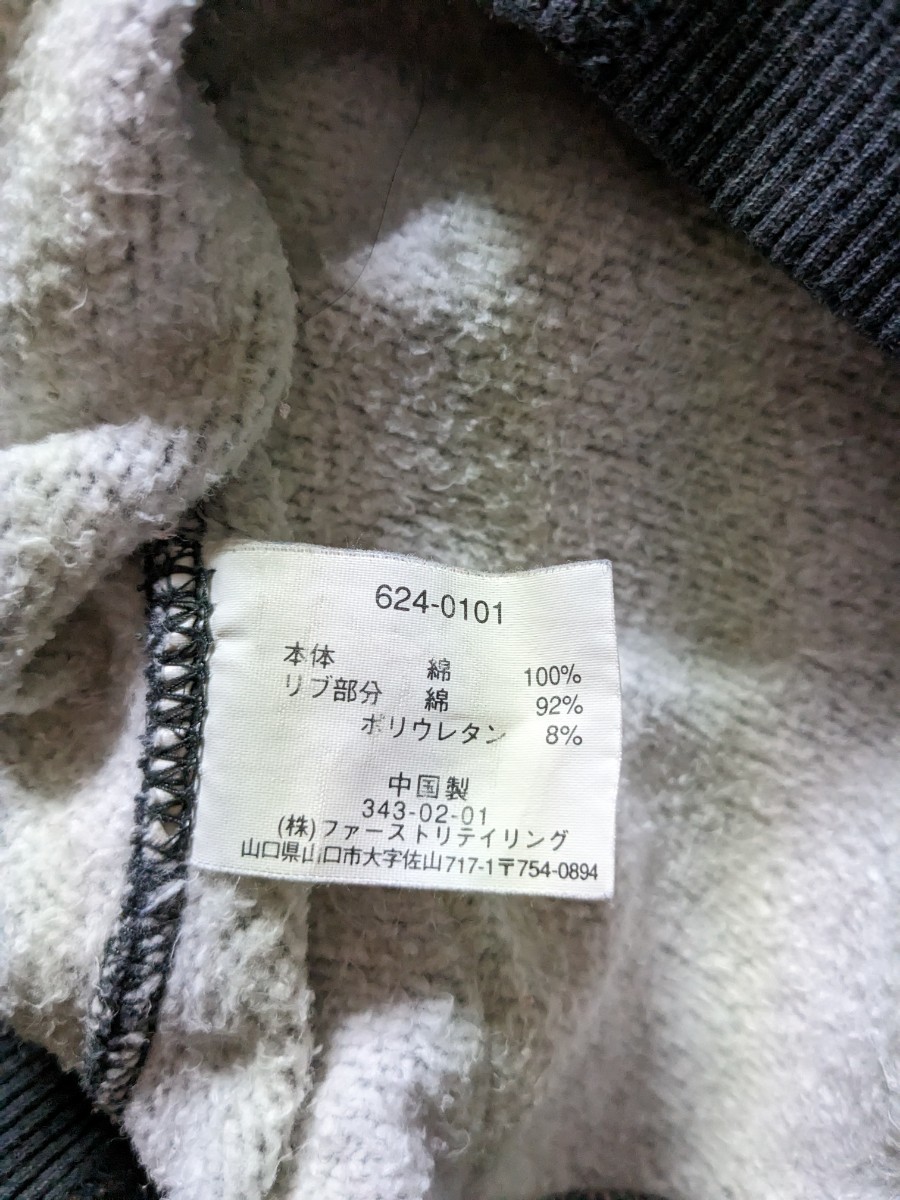 624-0101
本体 綿 100%
リブ部分 綿 92%
ポリウレタン 8%
中国製
343-02-01
(株)ファーストリテイリング
山口県山口市大字佐山717-1〒754-0894